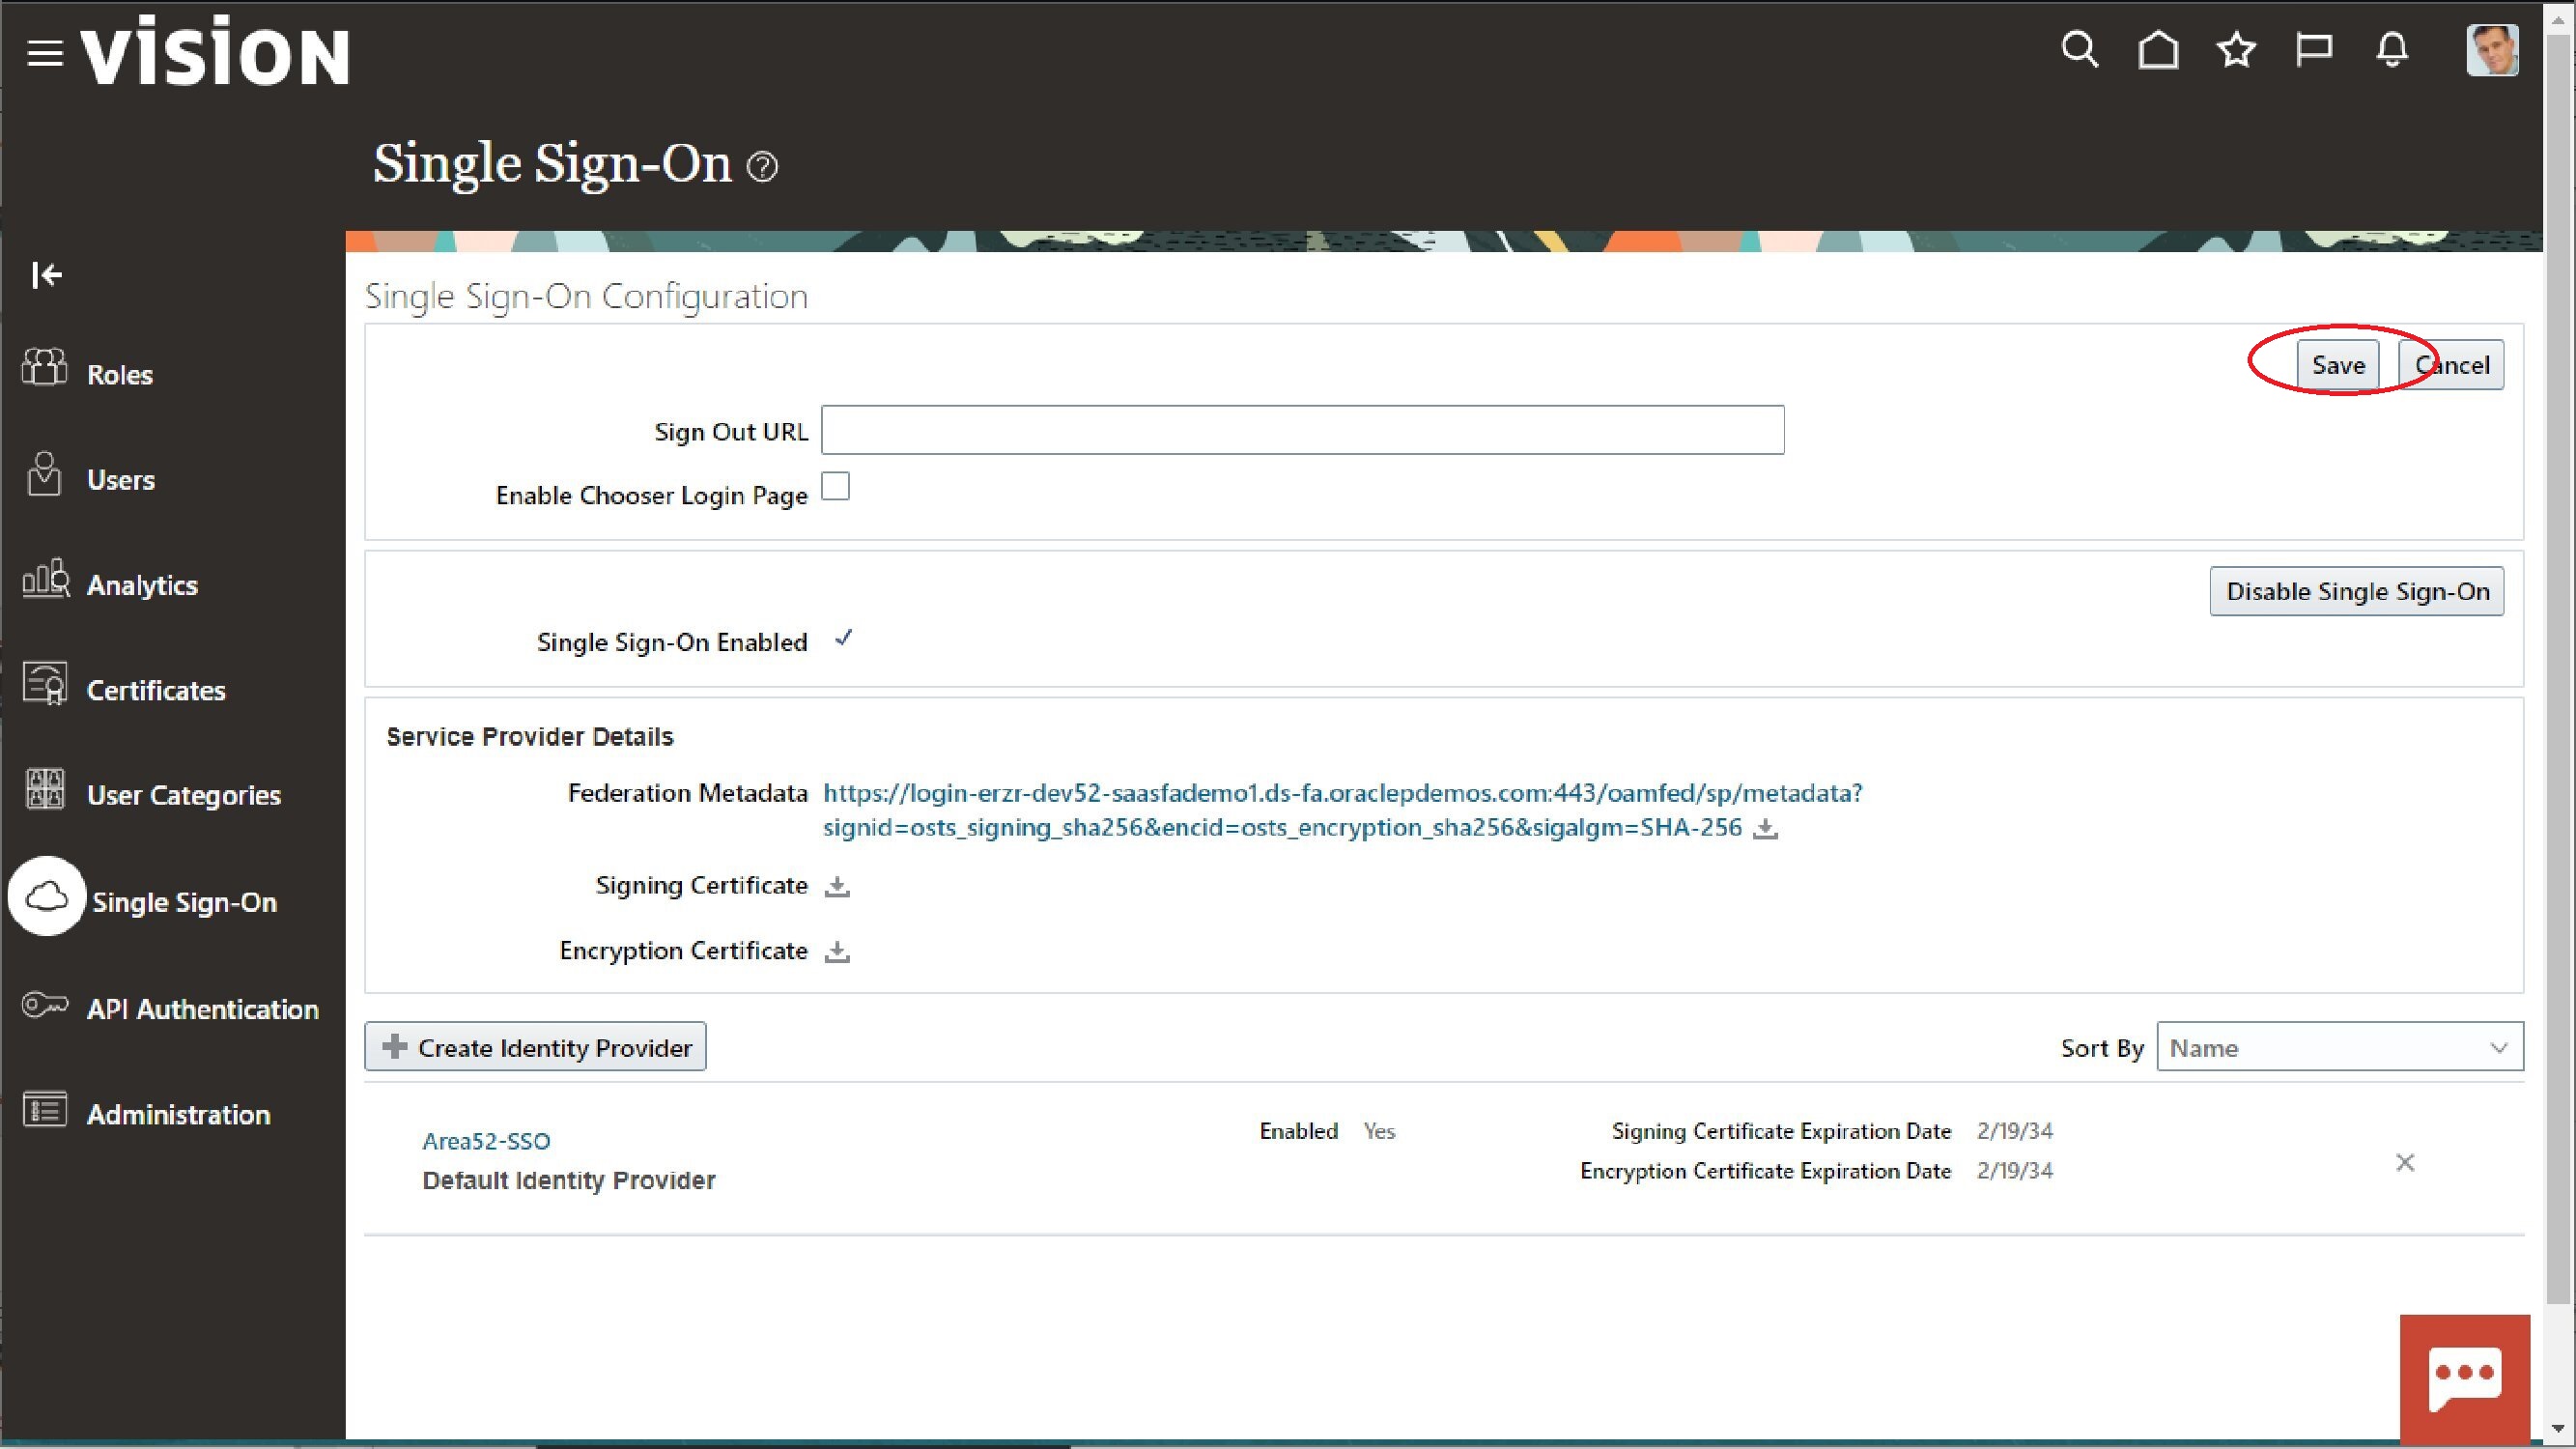 VISION
Single Sign-On
Roles
Users
Analytics
Certificates
User Categories
Single Sign-On
API Authentication
Administration
Single Sign-On Configuration
Save Cancel
Sign Out URL
Enable Chooser Login Page
Disable Single Sign-On
Single Sign-On Enabled
Service Provider Details
Federation Metadata https://login-erzr-dev52-saasfademo1.ds-fa.oraclepdemos.com:443/oamfed/sp/metadata?
signid=osts_signing_sha256&encid=osts_encryption_sha256&sigalgm=SHA-256
Signing Certificate
Encryption Certificate
Create Identity Provider Sort By Name
Area52-SSO Enabled Yes Signing Certificate Expiration Date 2/19/34
Default Identity Provider Encryption Certificate Expiration Date 2/19/34